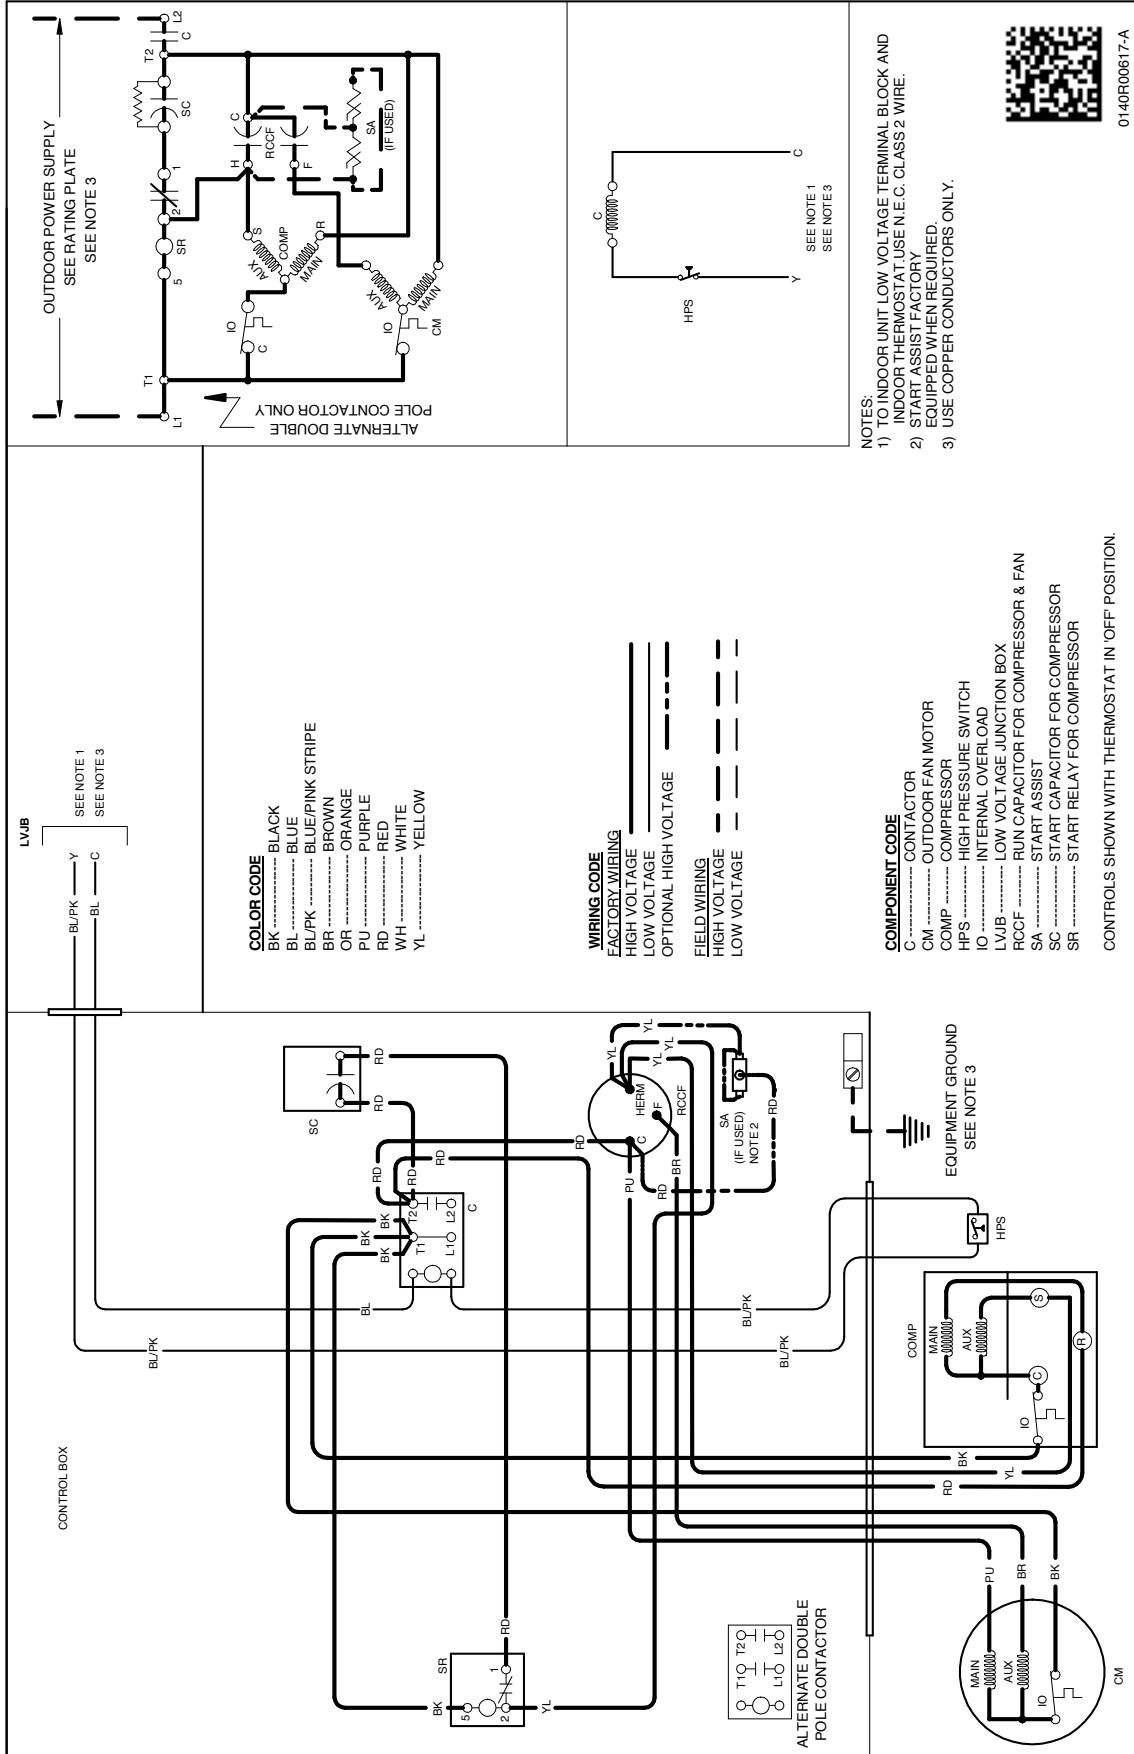 CONTROL BOX
LVJB
BL/PK
Y
SEE NOTE 1
BL
C
SEE NOTE 3
BL/PK
BL
SC
RD
RD
RD
RD
RD
BK
BK
BK
T2
T1
L2
L1
C
BL/PK
BL/PK
SR
5
2
1
BK
RD
YL
RD
PU
BR
RD
C
HERM
F
RCCF
YL
YL
YL
YL
RD
RD
SA
(IF USED)
NOTE 2
ALTERNATE DOUBLE
POLE CONTACTOR
T1
T2
L1
L2
EQUIPMENT GROUND
SEE NOTE 3
HPS
COMP
MAIN
AUX
IO
C
S
R
BK
YL
RD
PU
BR
BK
MAIN
AUX
IO
CM
COLOR CODE
BK ---------- BLACK
BL ---------- BLUE
BL/PK ------- BLUE/PINK STRIPE
BR ---------- BROWN
OR ---------- ORANGE
PU ---------- PURPLE
RD ---------- RED
WH ---------- WHITE
YL ---------- YELLOW
WIRING CODE
FACTORY WIRING
HIGH VOLTAGE
LOW VOLTAGE
OPTIONAL HIGH VOLTAGE
FIELD WIRING
HIGH VOLTAGE
LOW VOLTAGE
COMPONENT CODE
C ---------- CONTACTOR
CM -------- OUTDOOR FAN MOTOR
COMP ----- COMPRESSOR
HPS ------- HIGH PRESSURE SWITCH
IO ---------- INTERNAL OVERLOAD
LVJB ------ LOW VOLTAGE JUNCTION BOX
RCCF ----- RUN CAPACITOR FOR COMPRESSOR & FAN
SA --------- START ASSIST
SC --------- START CAPACITOR FOR COMPRESSOR
SR --------- START RELAY FOR COMPRESSOR
CONTROLS SHOWN WITH THERMOSTAT IN 'OFF' POSITION.
OUTDOOR POWER SUPPLY
SEE RATING PLATE
SEE NOTE 3
L1
T1
5
SR
2
1
SC
T2
C
L2
ALTERNATE DOUBLE
POLE CONTACTOR ONLY
C
IO
AUX
S
COMP
MAIN
R
H
RCCF
C
F
SA
(IF USED)
IO
CM
AUX
MAIN
HPS
C
Y
C
SEE NOTE 1
SEE NOTE 3
NOTES:
1) TO INDOOR UNIT LOW VOLTAGE TERMINAL BLOCK AND
INDOOR THERMOSTAT.USE N.E.C. CLASS 2 WIRE.
2) START ASSIST FACTORY
EQUIPPED WHEN REQUIRED.
3) USE COPPER CONDUCTORS ONLY.
0140R00617-A